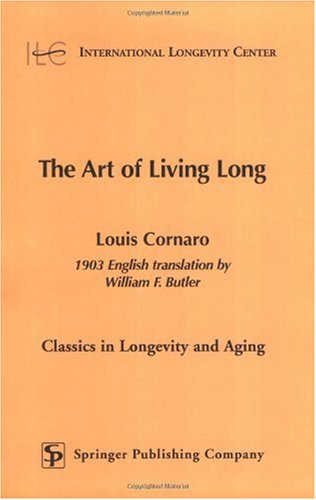 ILC INTERNATIONAL LONGEVITY CENTER
The Art of Living Long
Louis Cornaro
1903 English translation by
William F. Butler
Classics in Longevity and Aging
SP Springer Publishing Company